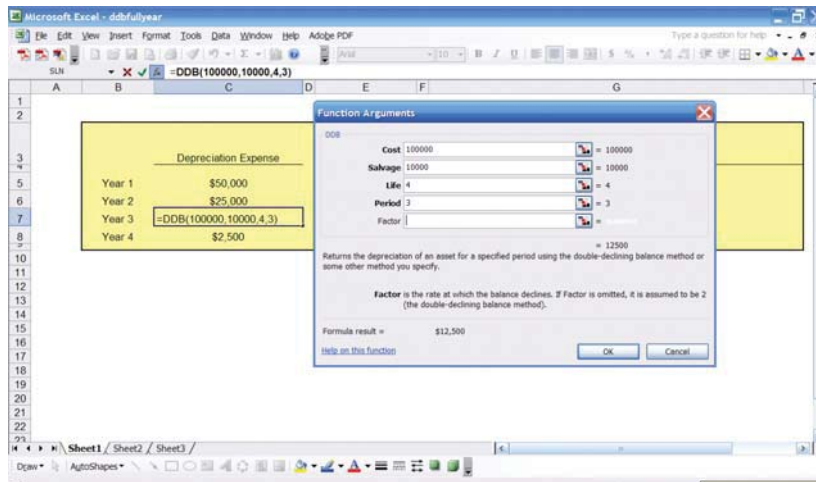 Microsoft Excel - ddbfullyear
File Edit View Insert Format Tools Data Window Help Adobe PDF
Type a question for help
Arial 10 B I U $ %
SLN =DDB(100000,10000,4,3)
A B C D E F G
1
2
3 Depreciation Expense
4
5 Year 1 $50,000
6 Year 2 $25,000
7 Year 3 =DDB(100000,10000,4,3)
8 Year 4 $2,500
9
10
11
12
13
14
15
16
17
18
19
20
21
22
23
Function Arguments
DDB
Cost 100000 = 100000
Salvage 10000 = 10000
Life 4 = 4
Period 3 = 3
Factor =
= 12500
Returns the depreciation of an asset for a specified period using the double-declining balance method or
some other method you specify.
Factor is the rate at which the balance declines. If Factor is omitted, it is assumed to be 2
(the double-declining balance method).
Formula result = $12,500
Help on this function OK Cancel
Sheet1 / Sheet2 / Sheet3 /
Draw AutoShapes